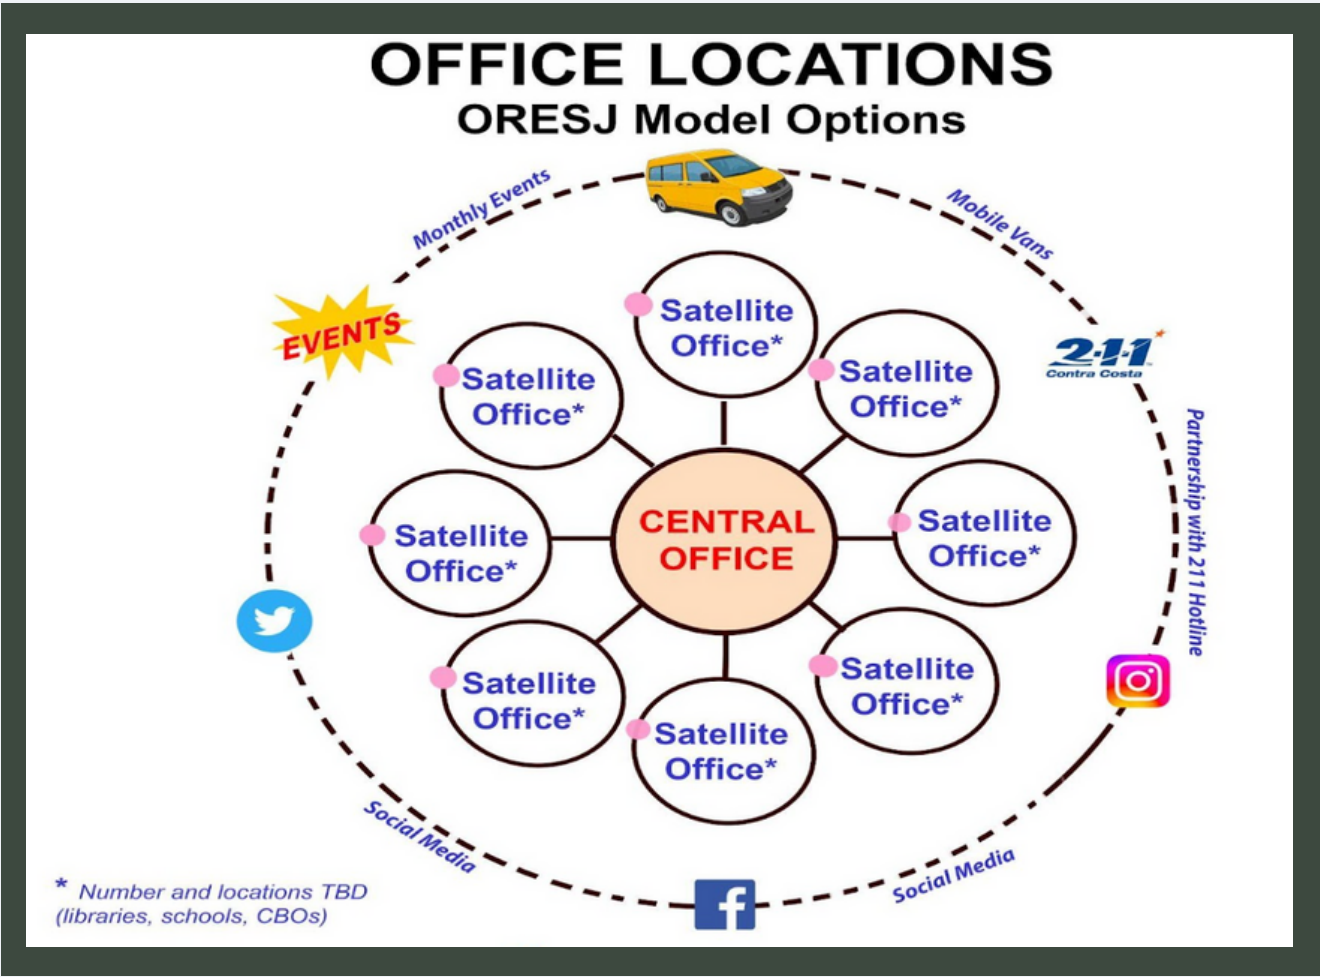 OFFICE LOCATIONS
ORESJ Model Options
Monthly Events
Mobile Vans
EVENTS
2-1-1
Contra Costa
Partnership with 211 Hotline
Satellite
Office*
Satellite
Office*
Satellite
Office*
Satellite
Office*
CENTRAL
OFFICE
Satellite
Office*
Satellite
Office*
Satellite
Office*
Satellite
Office*
Social Media
Social Media
* Number and locations TBD
(libraries, schools, CBOs)